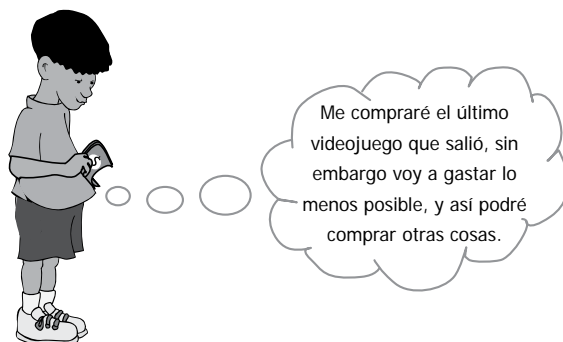 Me compraré el último
videojuego que salió, sin
embargo voy a gastar lo
menos posible, y así podré
comprar otras cosas.
$